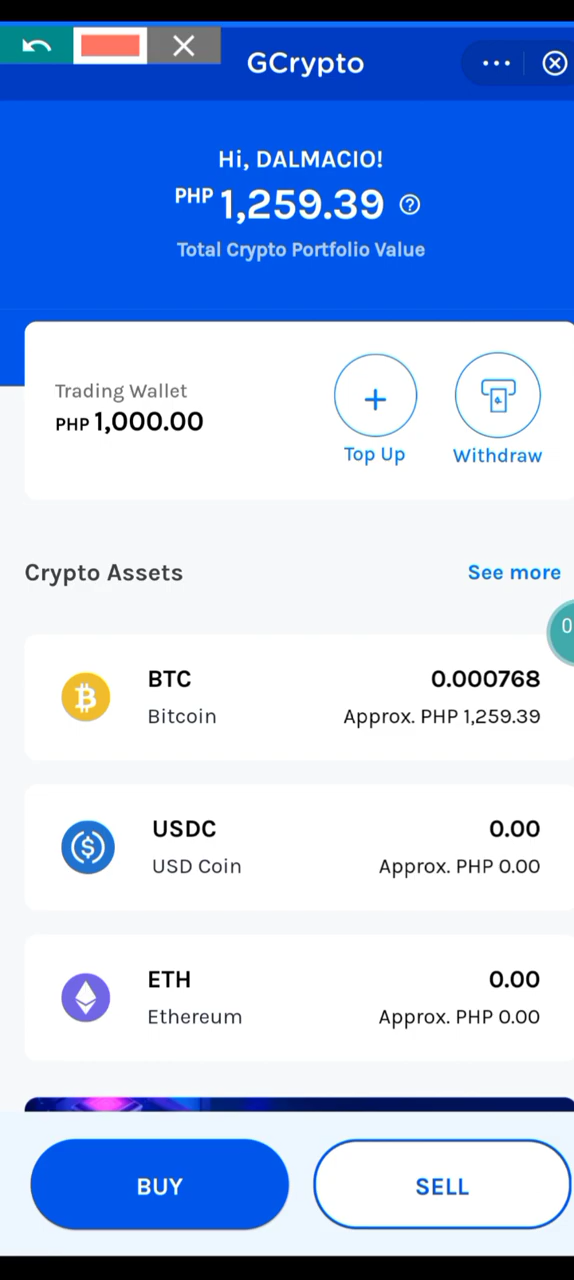 GCrypto
Hi, DALMACIO!
PHP 1,259.39
Total Crypto Portfolio Value
Trading Wallet
PHP 1,000.00
Top Up
Withdraw
Crypto Assets
See more
0
BTC
0.000768
Bitcoin
Approx. PHP 1,259.39
USDC
0.00
USD Coin
Approx. PHP 0.00
ETH
0.00
Ethereum
Approx. PHP 0.00
BUY
SELL